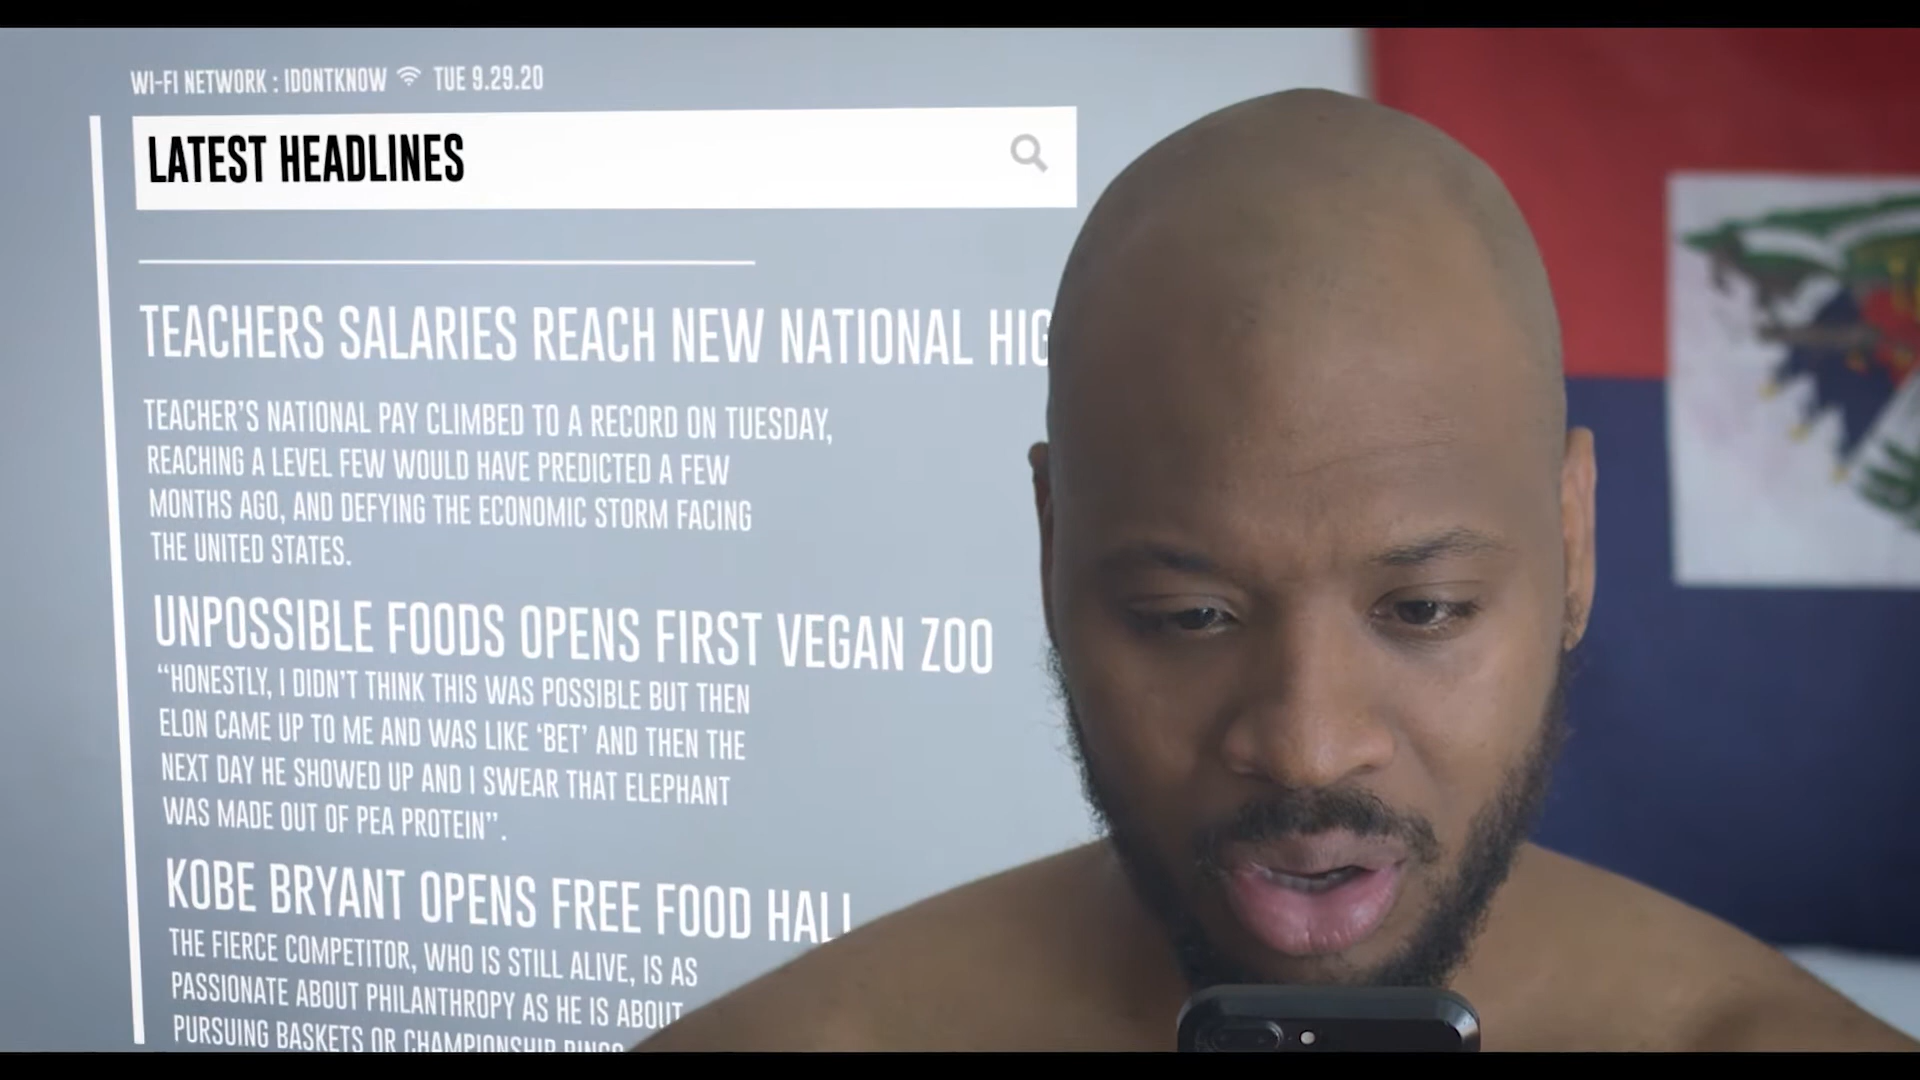 WI-FI NETWORK : IDONTKNOW TUE 9.29.20
LATEST HEADLINES
TEACHERS SALARIES REACH NEW NATIONAL HIG
TEACHER'S NATIONAL PAY CLIMBED TO A RECORD ON TUESDAY,
REACHING A LEVEL FEW WOULD HAVE PREDICTED A FEW
MONTHS AGO, AND DEFYING THE ECONOMIC STORM FACING
THE UNITED STATES.
UNPOSSIBLE FOODS OPENS FIRST VEGAN ZOO
“HONESTLY, I DIDN'T THINK THIS WAS POSSIBLE BUT THEN
ELON CAME UP TO ME AND WAS LIKE ‘BET’ AND THEN THE
NEXT DAY HE SHOWED UP AND I SWEAR THAT ELEPHANT
WAS MADE OUT OF PEA PROTEIN”.
KOBE BRYANT OPENS FREE FOOD HALL
THE FIERCE COMPETITOR, WHO IS STILL ALIVE, IS AS
PASSIONATE ABOUT PHILANTHROPY AS HE IS ABOUT
PURSUING BASKETS OR CHAMPIONSHIP RINGS